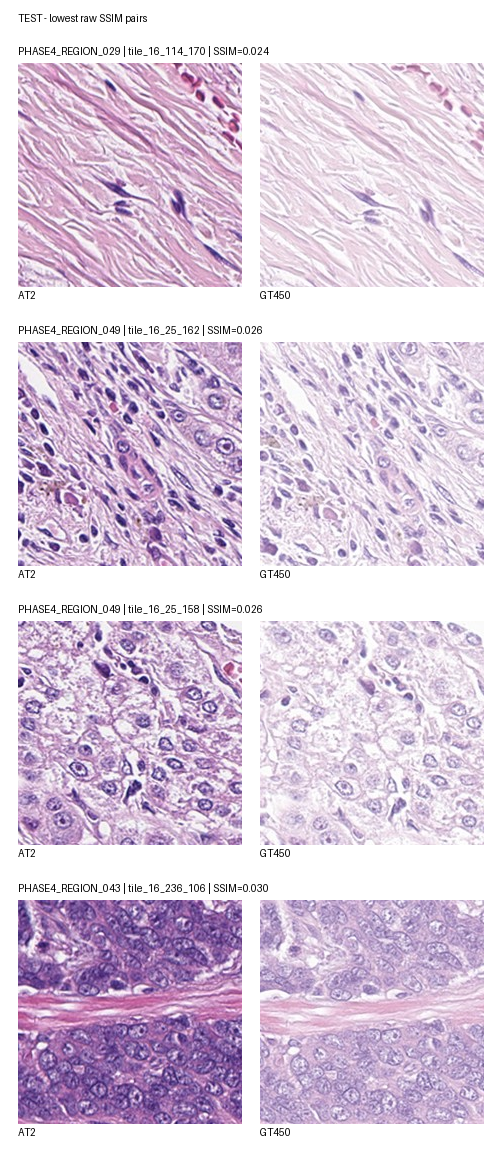 TEST - lowest raw SSIM pairs
PHASE4_REGION_029 | tile_16_114_170 | SSIM=0.024
AT2 GT450
PHASE4_REGION_049 | tile_16_25_162 | SSIM=0.026
AT2 GT450
PHASE4_REGION_049 | tile_16_25_158 | SSIM=0.026
AT2 GT450
PHASE4_REGION_043 | tile_16_236_106 | SSIM=0.030
AT2 GT450